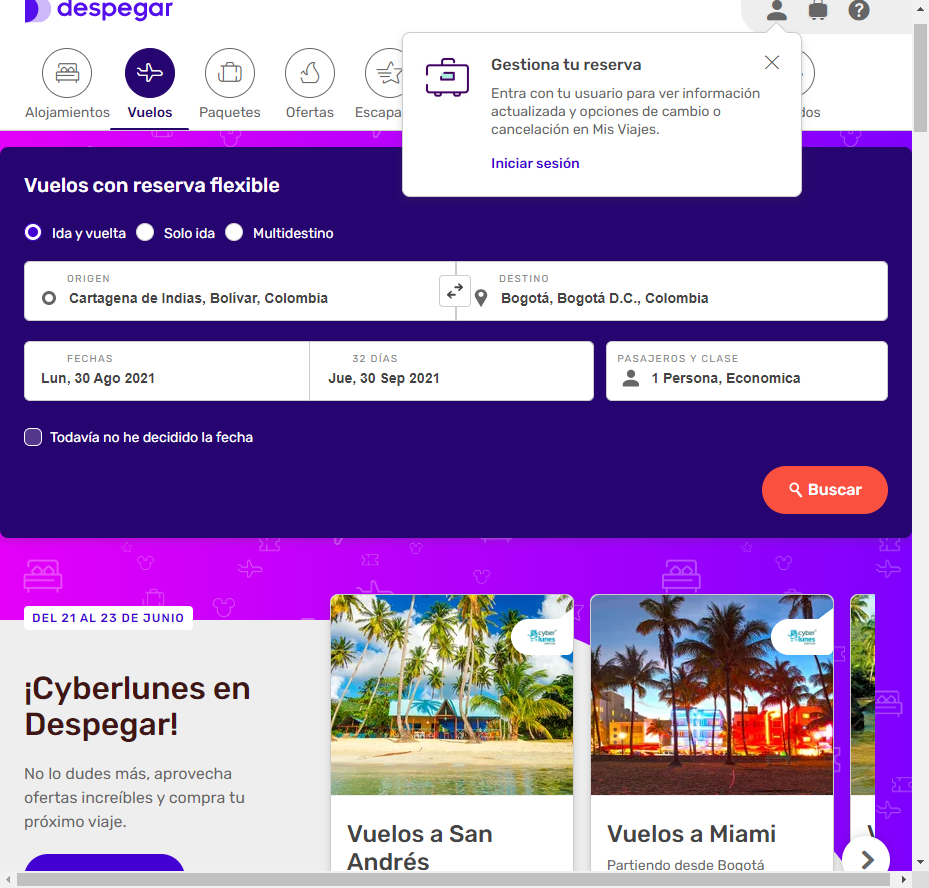 despegar
Alojamientos
Vuelos
Paquetes
Ofertas
Escapa
dos
Gestiona tu reserva
Entra con tu usuario para ver información
actualizada y opciones de cambio o
cancelación en Mis Viajes.
Iniciar sesión
Vuelos con reserva flexible
Ida y vuelta
Solo ida
Multidestino
ORIGEN
Cartagena de Indias, Bolívar, Colombia
DESTINO
Bogotá, Bogotá D.C., Colombia
FECHAS
Lun, 30 Ago 2021
32 DÍAS
Jue, 30 Sep 2021
PASAJEROS Y CLASE
1 Persona, Economica
Todavía no he decidido la fecha
Buscar
DEL 21 AL 23 DE JUNIO
¡Cyberlunes en
Despegar!
No lo dudes más, aprovecha
ofertas increíbles y compra tu
próximo viaje.
cyber
lunes
Vuelos a San
Andrés
cyber
lunes
Vuelos a Miami
Partiendo desde Bogotá